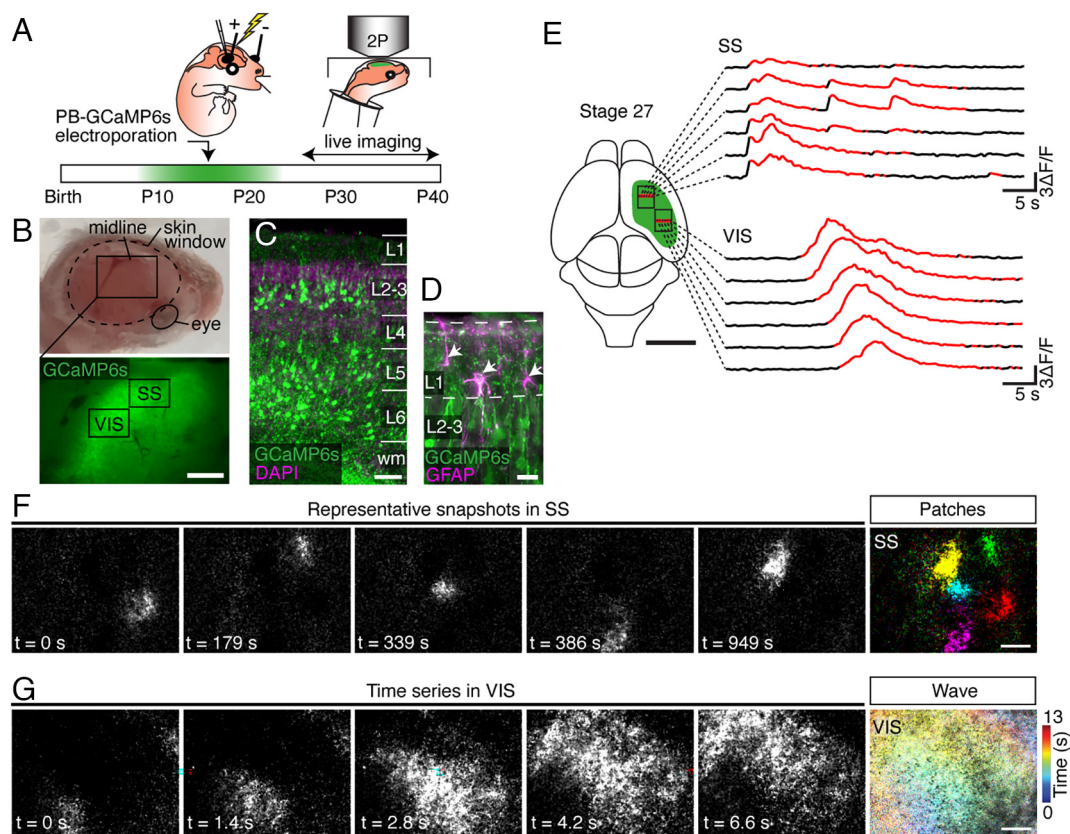 A
+
-
2P
PB-GCaMP6s
electroporation
live imaging
Birth
P10
P20
P30
P40
B
midline
skin
window
eye
GCaMP6s
SS
VIS
C
L1
L2-3
L4
L5
L6
wm
GCaMP6s
DAPI
D
L1
L2-3
GCaMP6s
GFAP
E
Stage 27
SS
3ΔF/F
5 s
VIS
3ΔF/F
5 s
F
Representative snapshots in SS
Patches
t = 0 s
t = 179 s
t = 339 s
t = 386 s
t = 949 s
SS
G
Time series in VIS
Wave
t = 0 s
t = 1.4 s
t = 2.8 s
t = 4.2 s
t = 6.6 s
VIS
13
Time (s)
0